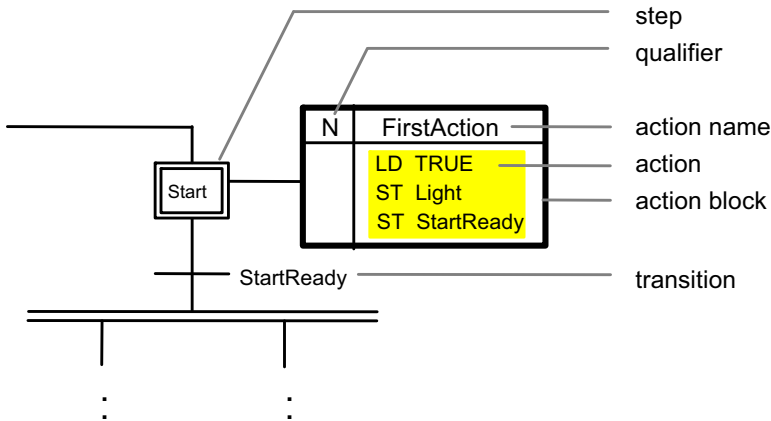 step
qualifier
N FirstAction action name
LD TRUE action
Start ST Light action block
ST StartReady
StartReady transition